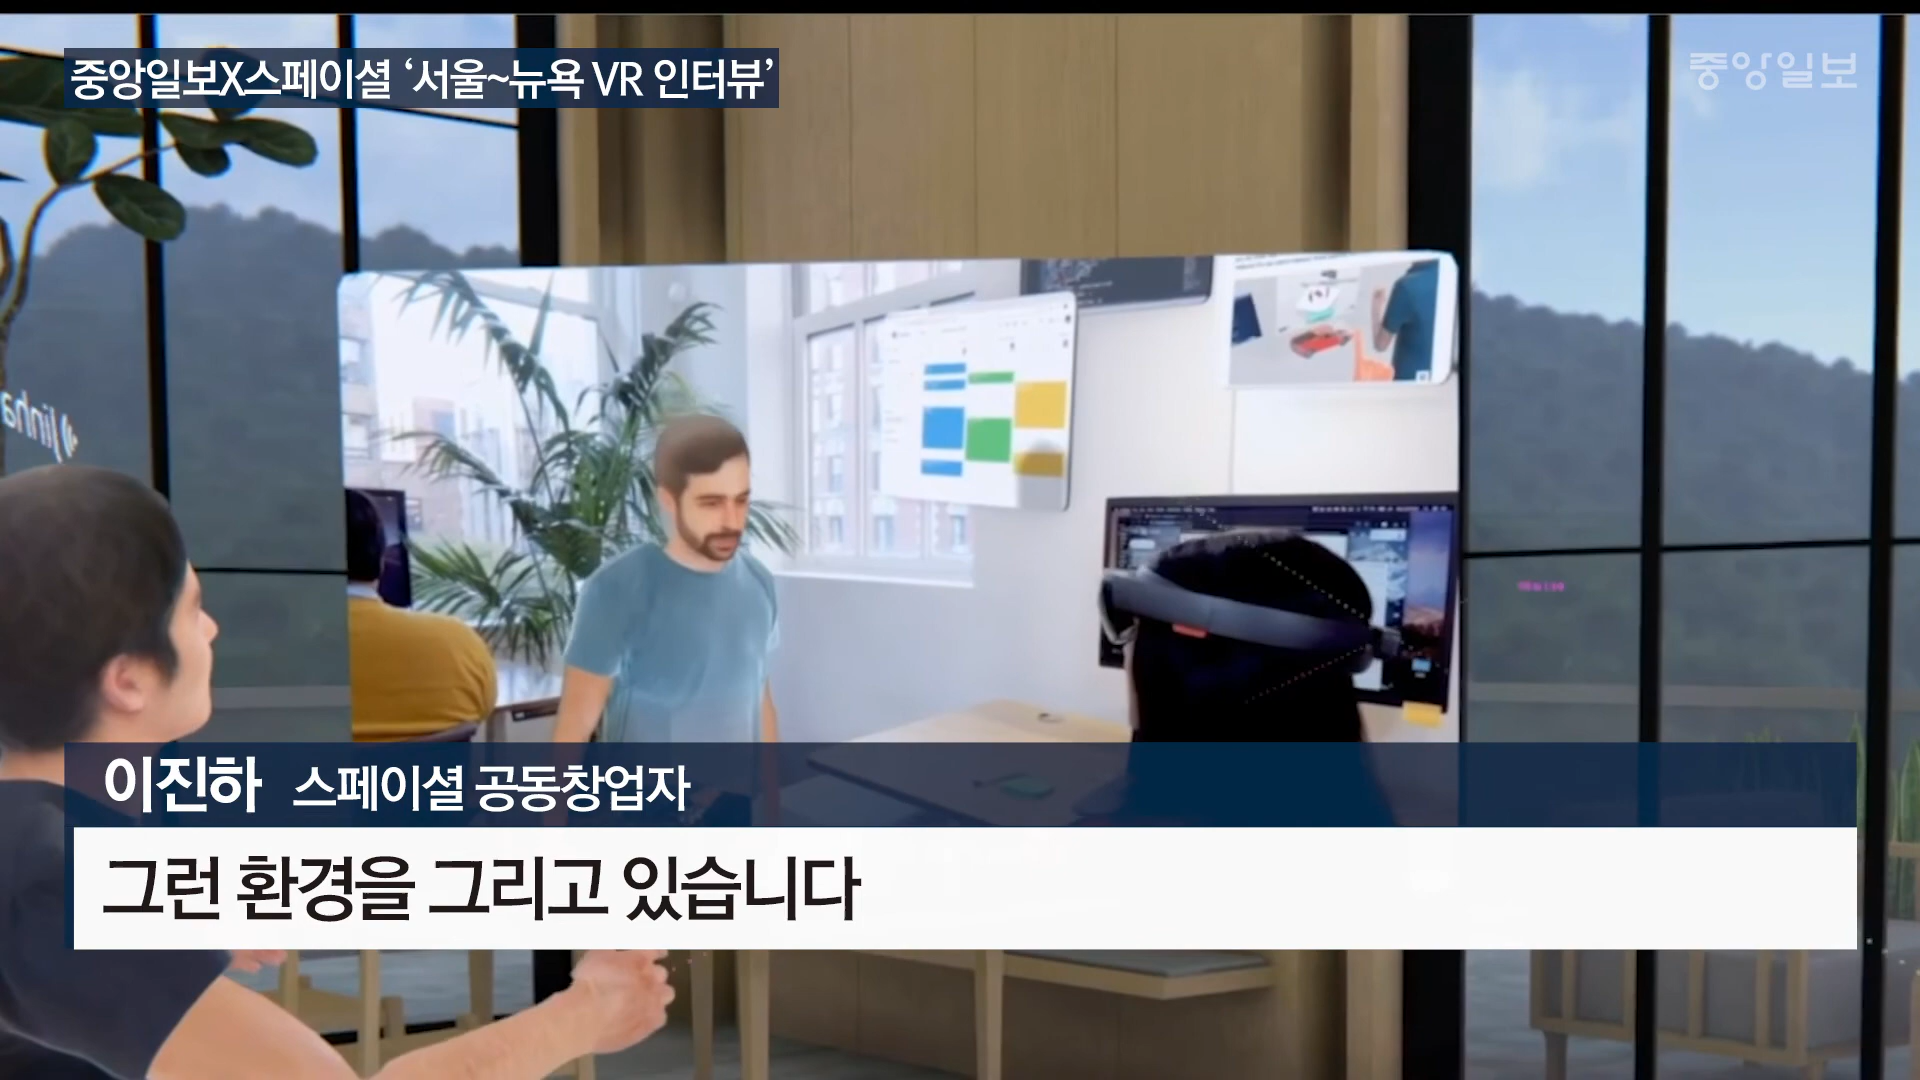 중앙일보X스페이셜 ‘서울~뉴욕 VR 인터뷰’
중앙일보
Jinha
이진하 스페이셜 공동창업자
그런 환경을 그리고 있습니다